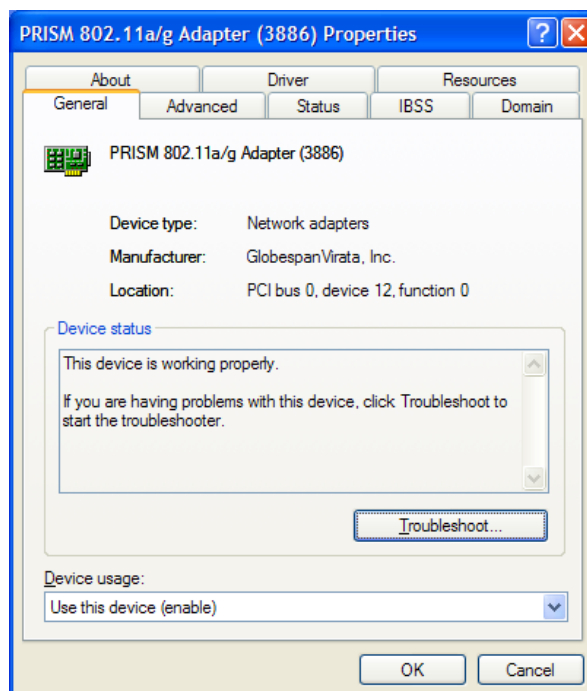 PRISM 802.11a/g Adapter (3886) Properties
About Driver Resources
General Advanced Status IBSS Domain
PRISM 802.11a/g Adapter (3886)
Device type: Network adapters
Manufacturer: GlobespanVirata, Inc.
Location: PCI bus 0, device 12, function 0
Device status
This device is working properly.
If you are having problems with this device, click Troubleshoot to
start the troubleshooter.
Troubleshoot...
Device usage:
Use this device (enable)
OK Cancel